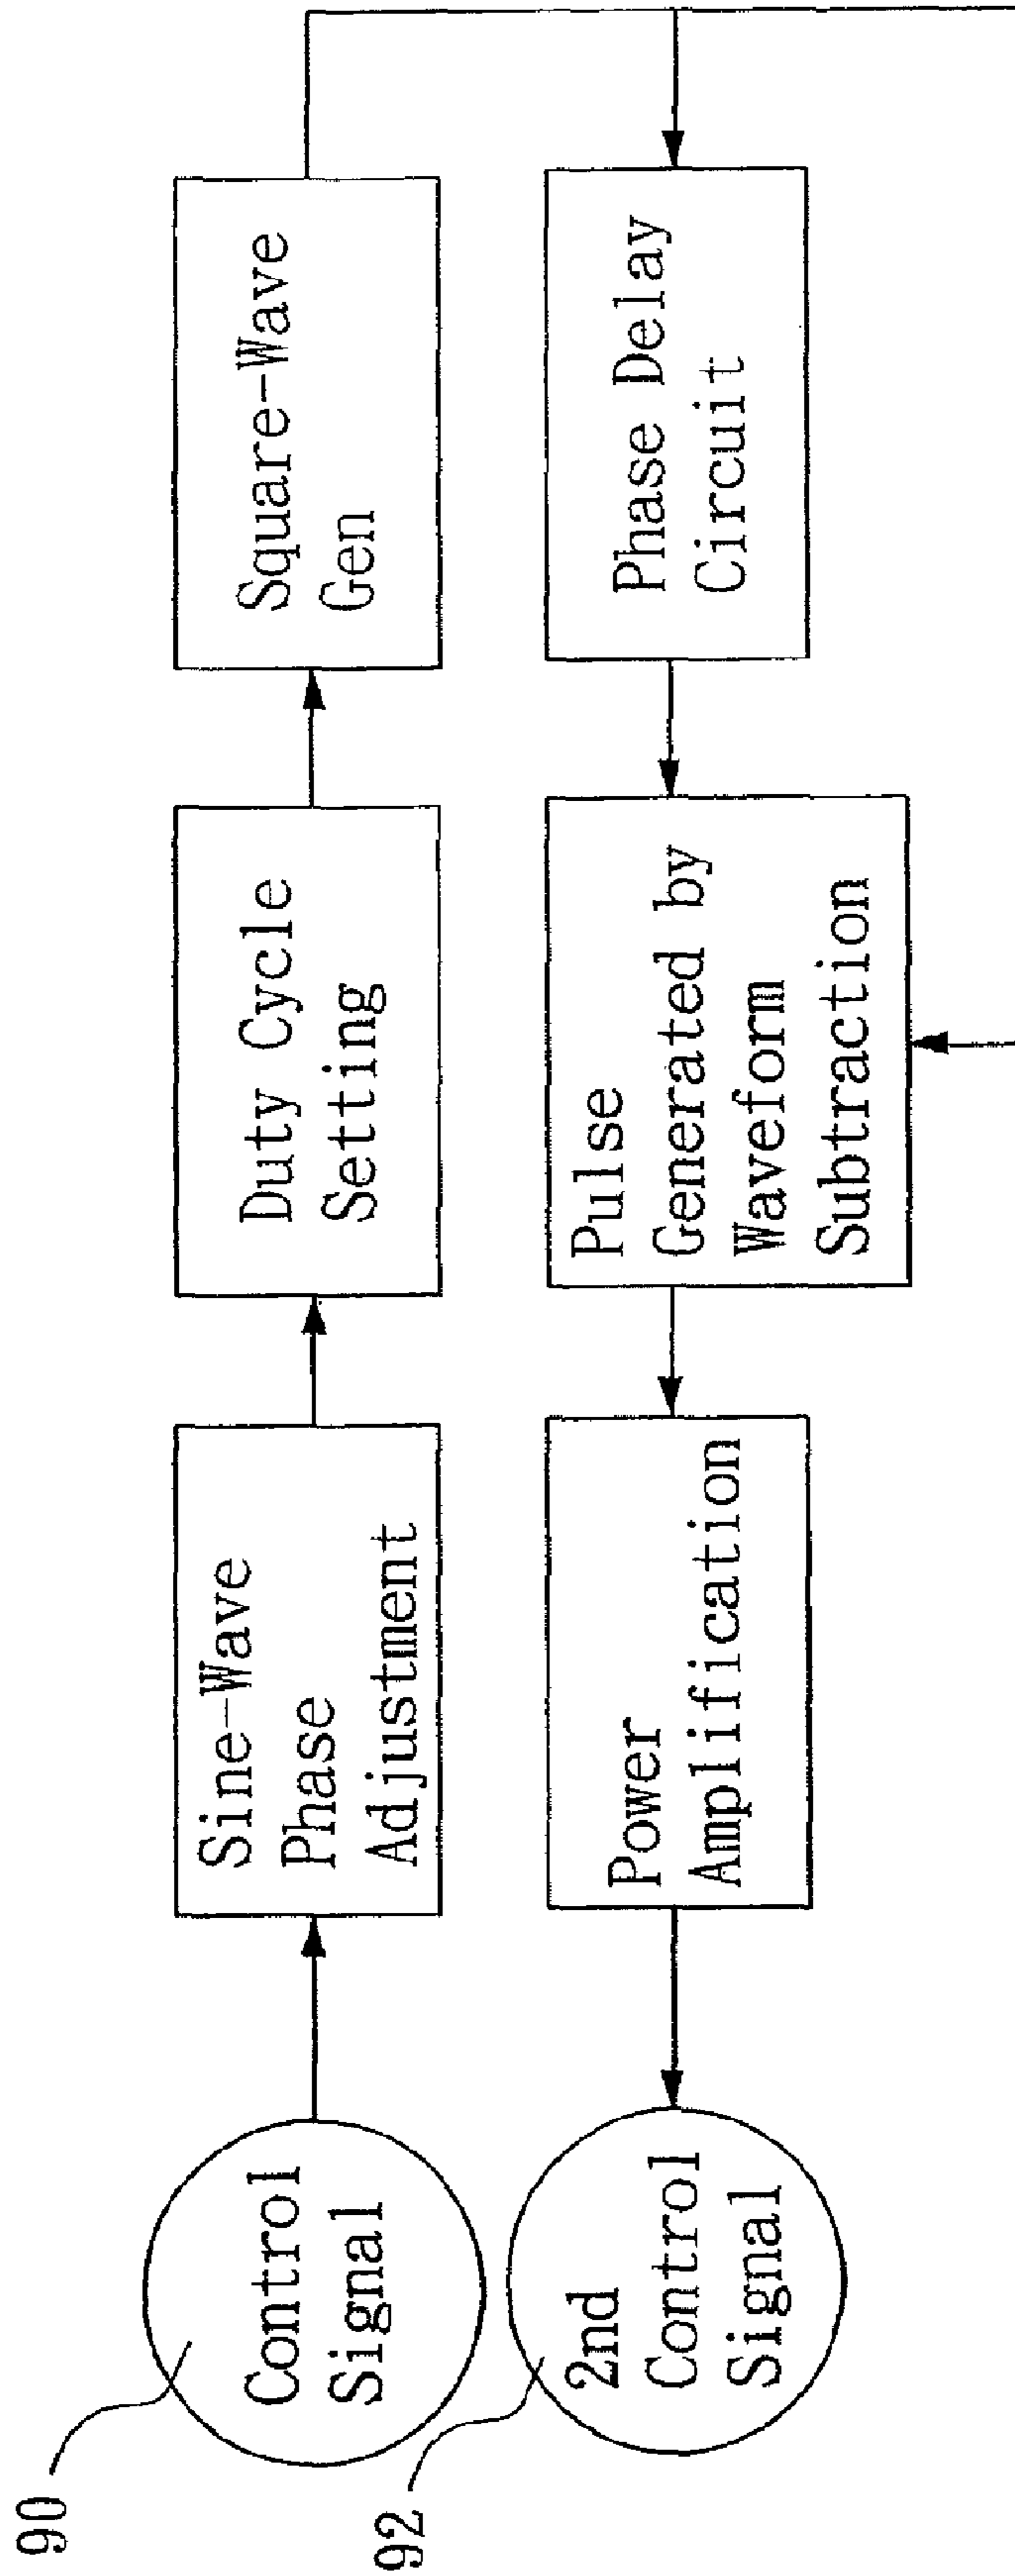 90
Control
Signal
Sine-Wave
Phase
Adjustment
Duty Cycle
Setting
Square-Wave
Gen
92
2nd
Control
Signal
Power
Amplification
Pulse
Generated by
Waveform
Subtraction
Phase Delay
Circuit